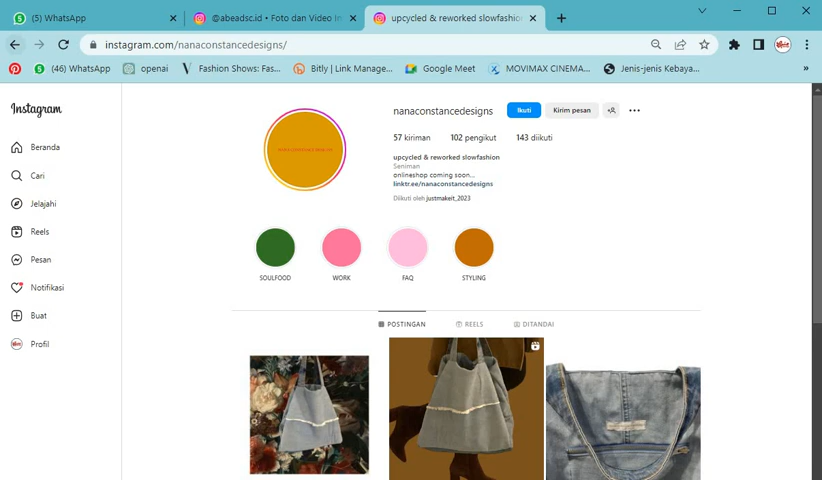 (5) WhatsApp
@abeadsc.id • Foto dan Video In
upcycled & reworked slowfashion
instagram.com/nanaconstancedesigns/
(46) WhatsApp
openai
Fashion Shows: Fas...
Bitly | Link Manage...
Google Meet
MOVIMAX CINEMA...
Jenis-jenis Kebaya...
»
Instagram
nanaconstancedesigns
Ikuti
Kirim pesan
57 kiriman
102 pengikut
143 diikuti
upcycled & reworked slowfashion
Seniman
onlineshop coming soon...
linktr.ee/nanaconstancedesigns
Diikuti oleh justmakeit_2023
Beranda
Cari
Jelajahi
Reels
Pesan
Notifikasi
Buat
Profil
SOULFOOD
WORK
FAQ
STYLING
POSTINGAN
REELS
DITANDAI